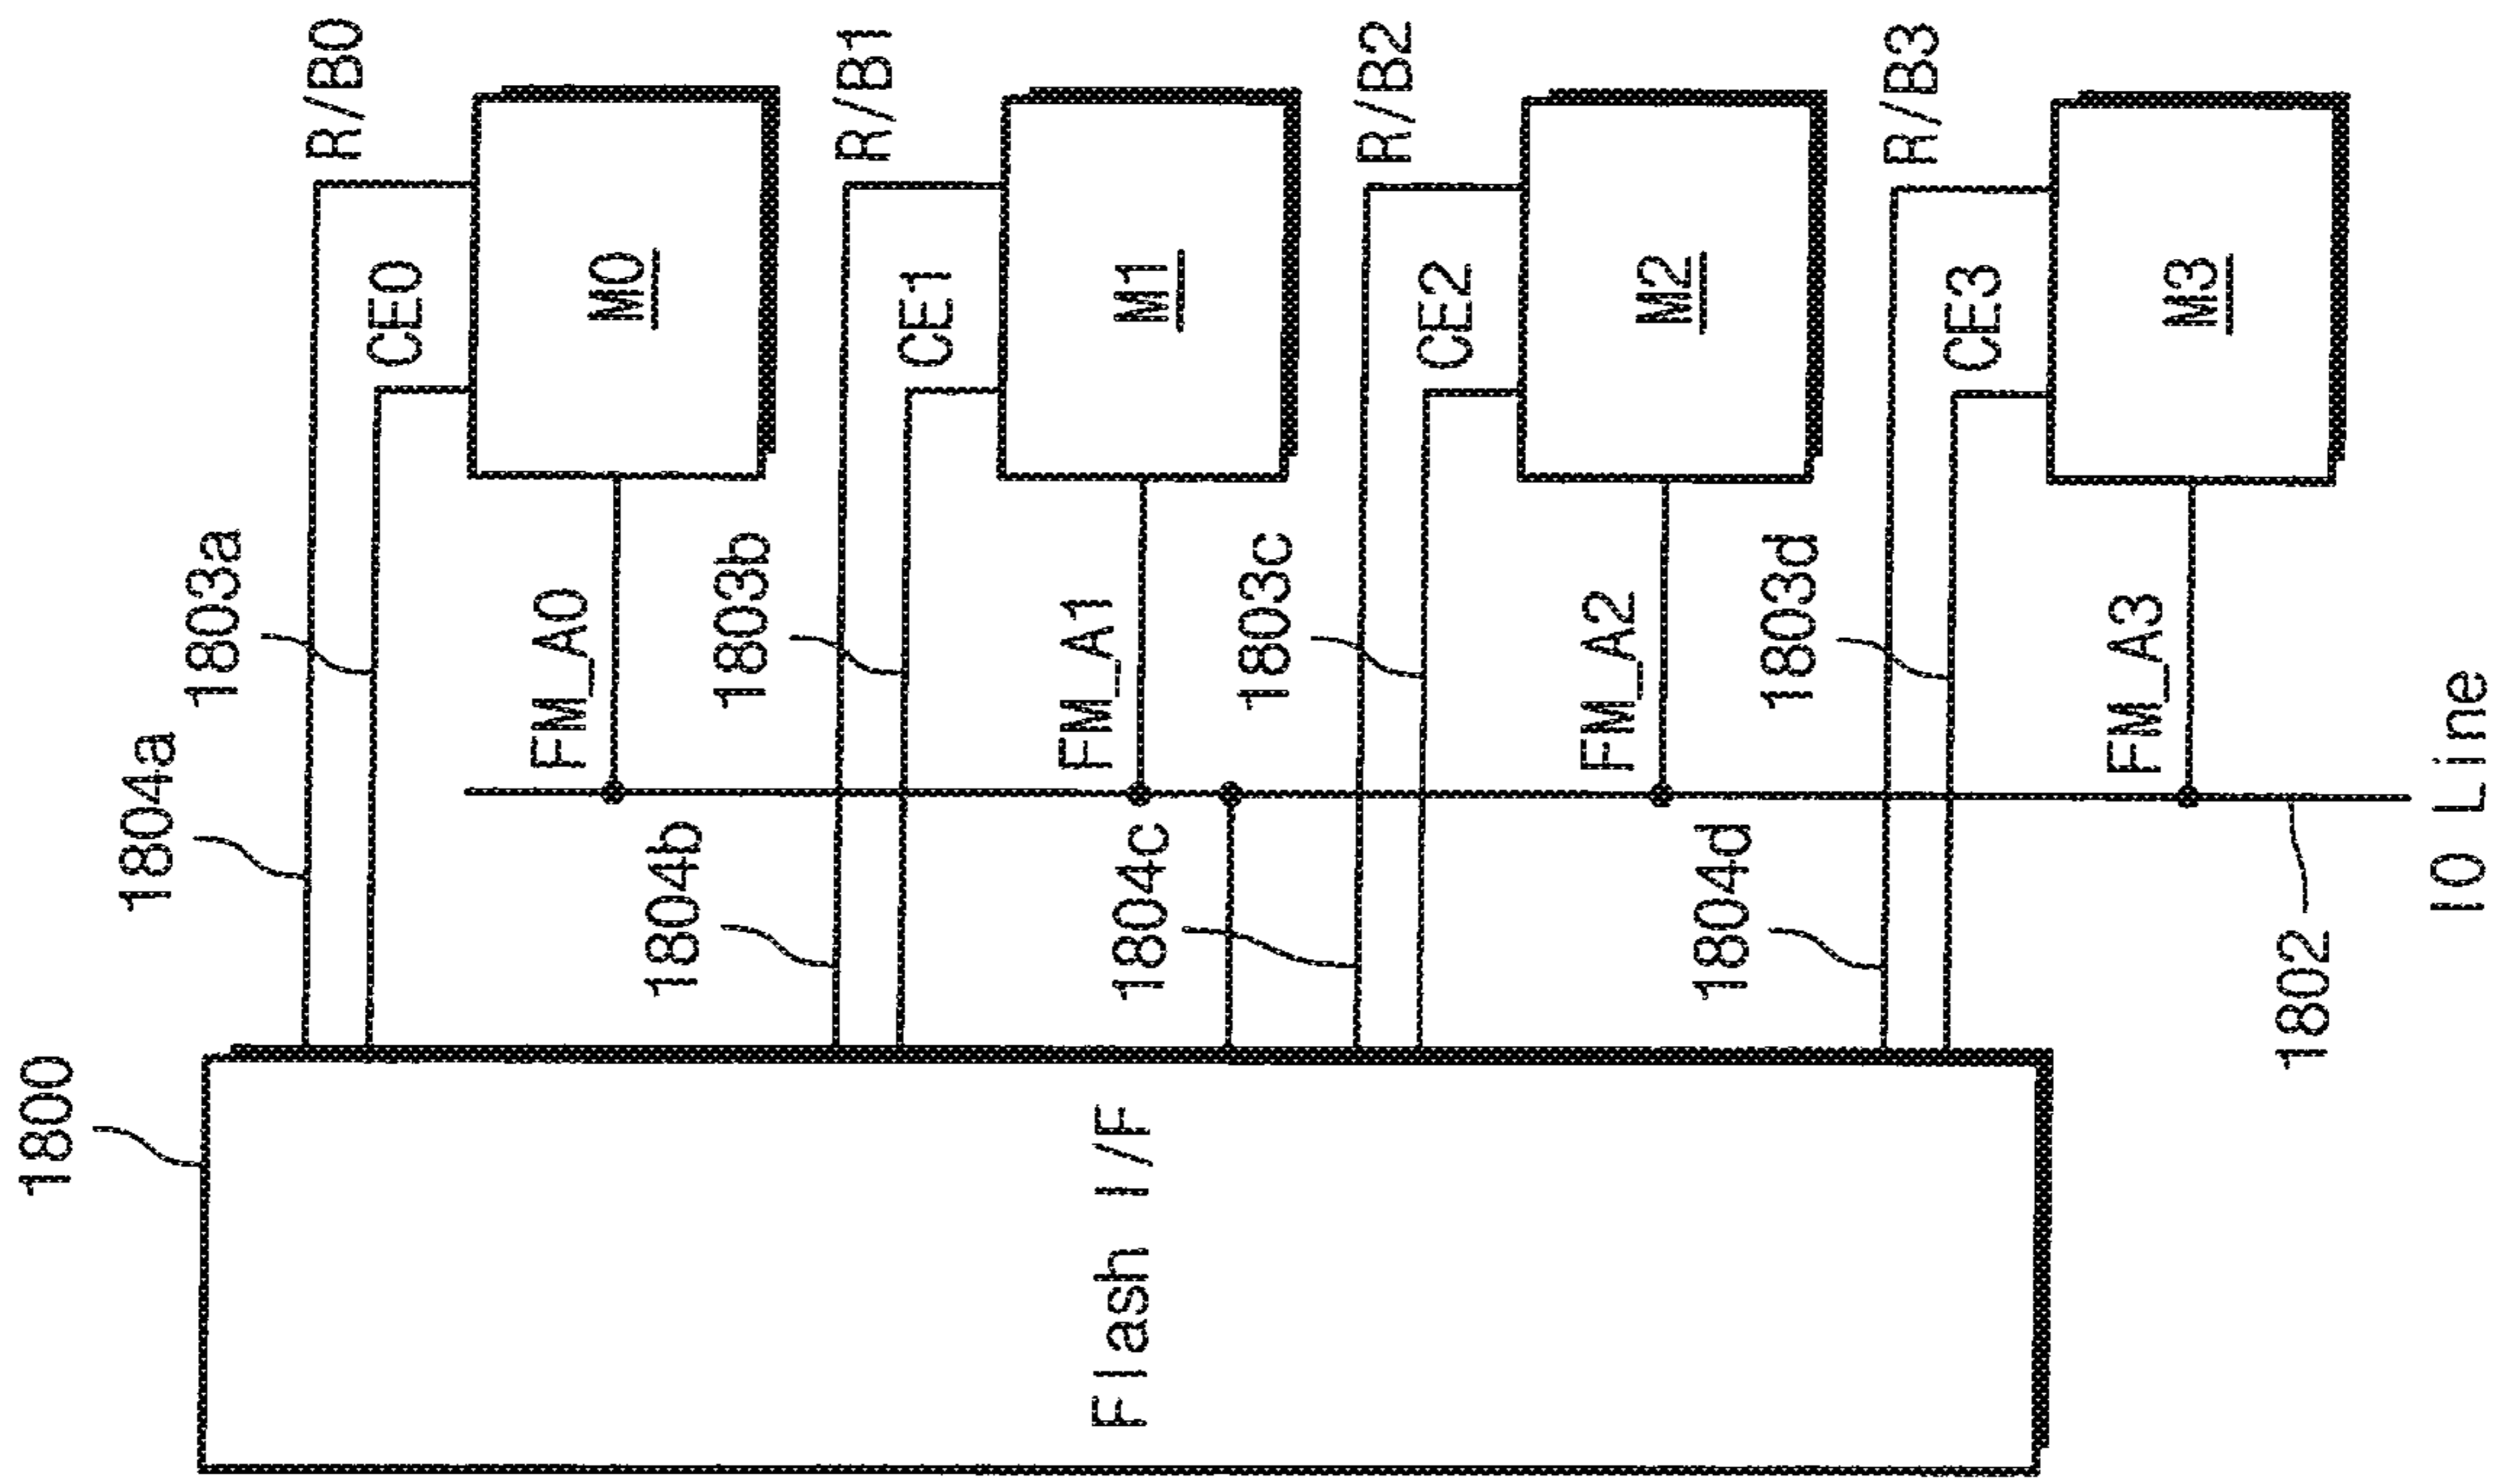 1800
Flash I/F
1804a
1803a
R/B0
CE0
M0
FM_A0
1804b
1803b
R/B1
CE1
M1
FM_A1
1804c
1803c
R/B2
CE2
M2
FM_A2
1804d
1803d
R/B3
CE3
M3
FM_A3
1802
IO Line